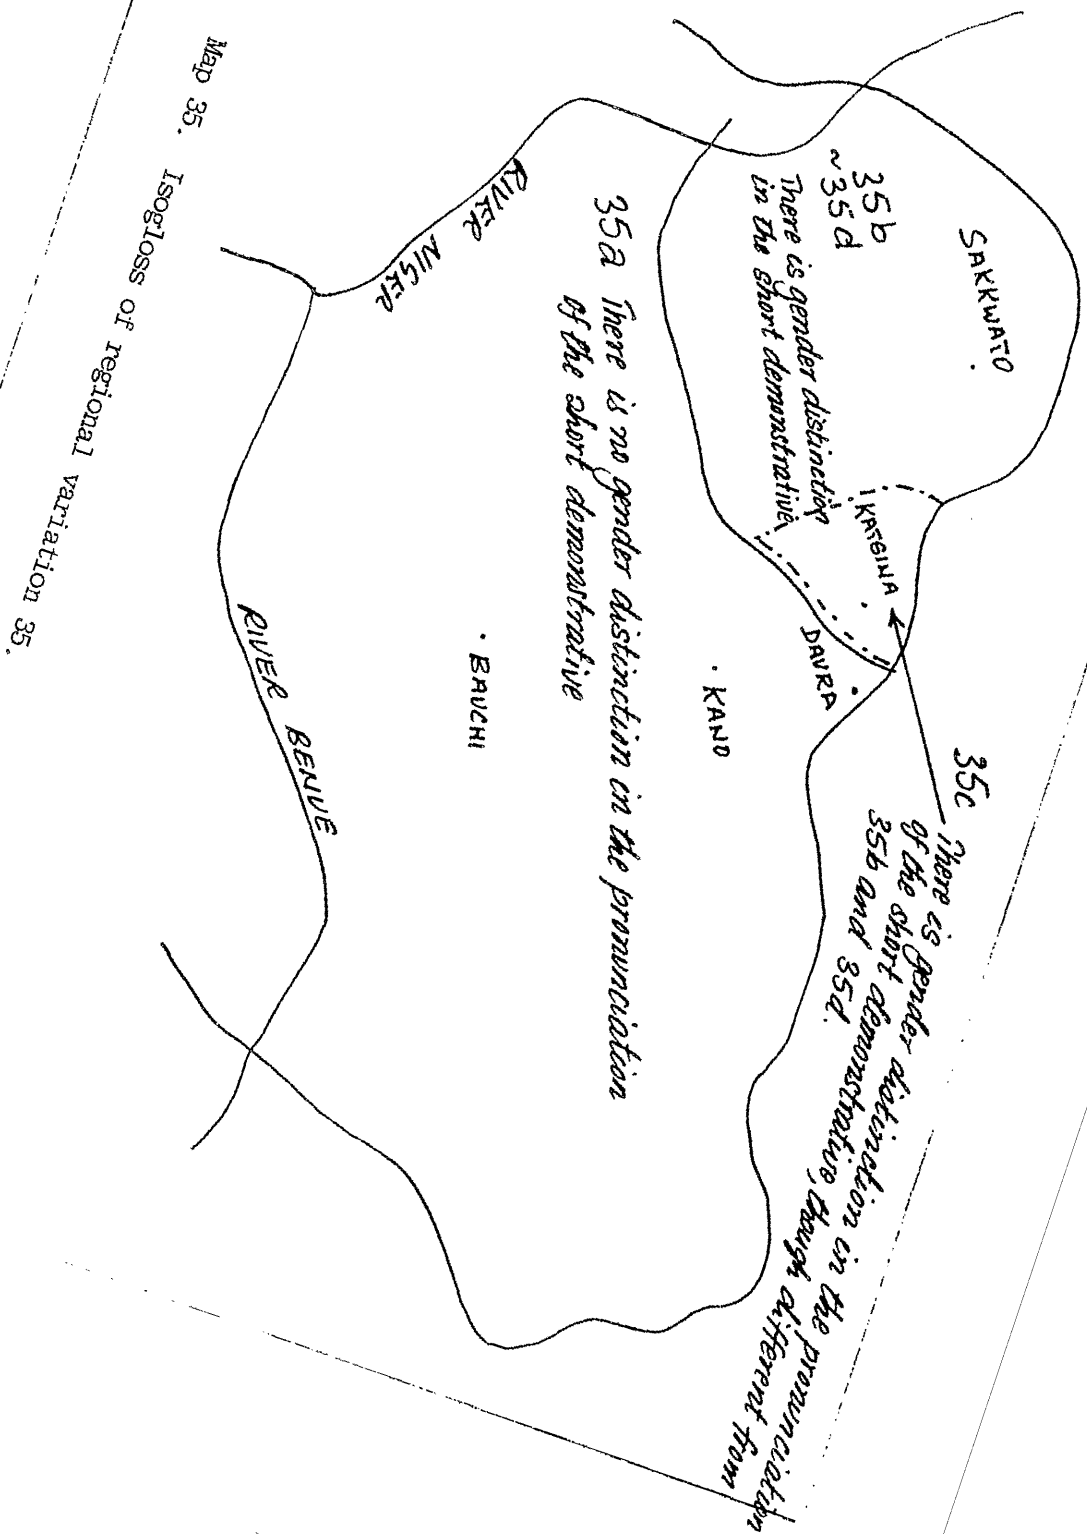 35c
There is gender distinction in the pronunciation
of the short demonstrative, though different from
35b and 35d.
SAKKWATO
35b
~35d
There is gender distinction
in the short demonstrative
KATSINA
DAURA
KANO
35a There is no gender distinction in the pronunciation
of the short demonstrative
BAUCHI
RIVER NIGER
RIVER BENUE
Map 35. Isogloss of regional variation 35.